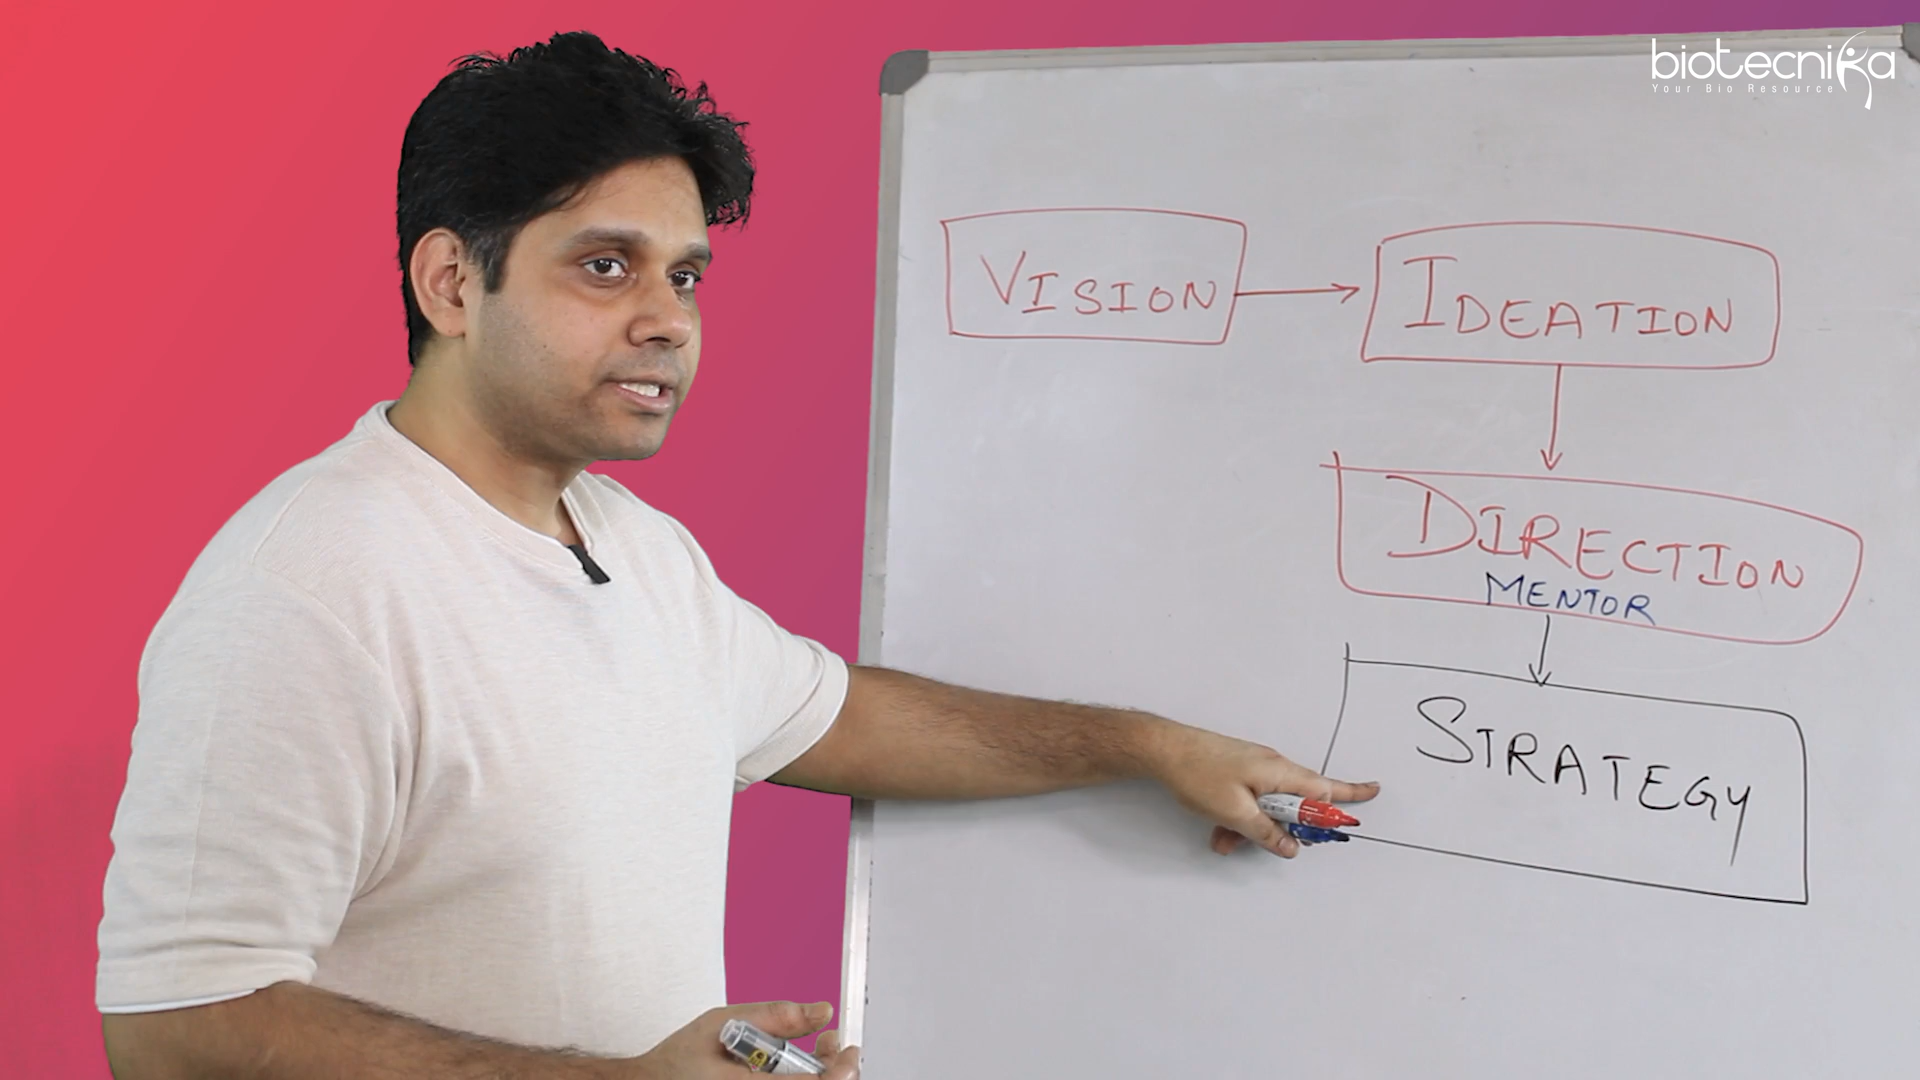 biotecnika
Your Bio Resource
VISION
IDEATION
DIRECTION
MENTOR
STRATEGY